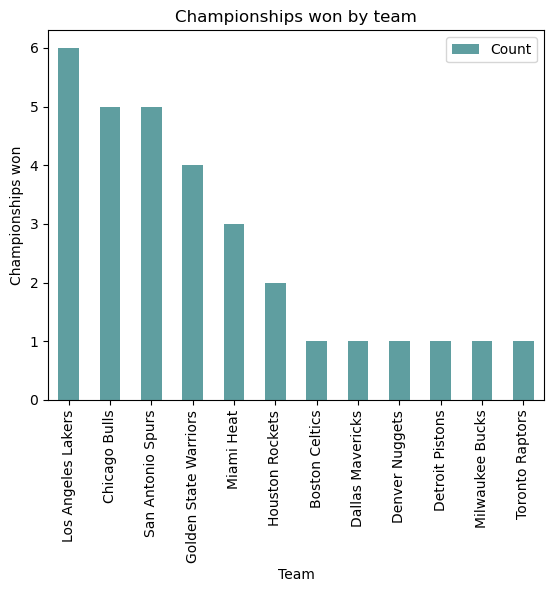 Championships won by team
Count
Championships won
6
5
4
3
2
1
0
Los Angeles Lakers
Chicago Bulls
San Antonio Spurs
Golden State Warriors
Miami Heat
Houston Rockets
Boston Celtics
Dallas Mavericks
Denver Nuggets
Detroit Pistons
Milwaukee Bucks
Toronto Raptors
Team